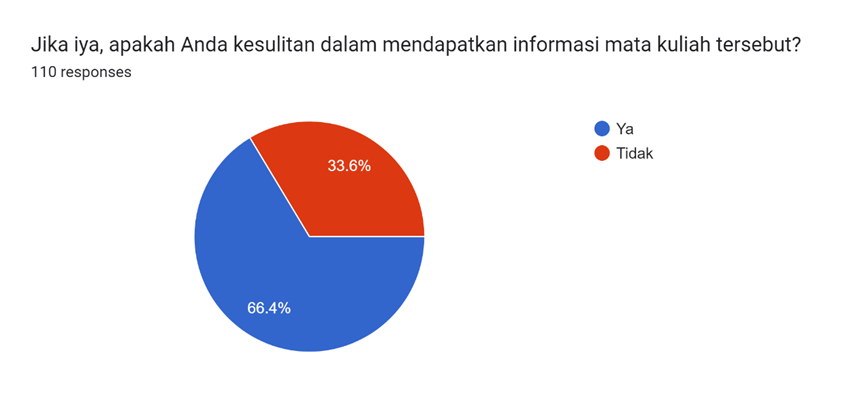 Jika iya, apakah Anda kesulitan dalam mendapatkan informasi mata kuliah tersebut?
110 responses
Ya
Tidak
33.6%
66.4%